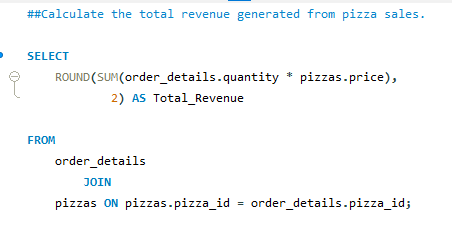 ##Calculate the total revenue generated from pizza sales.
SELECT
ROUND(SUM(order_details.quantity * pizzas.price),
2) AS Total_Revenue
FROM
order_details
JOIN
pizzas ON pizzas.pizza_id = order_details.pizza_id;